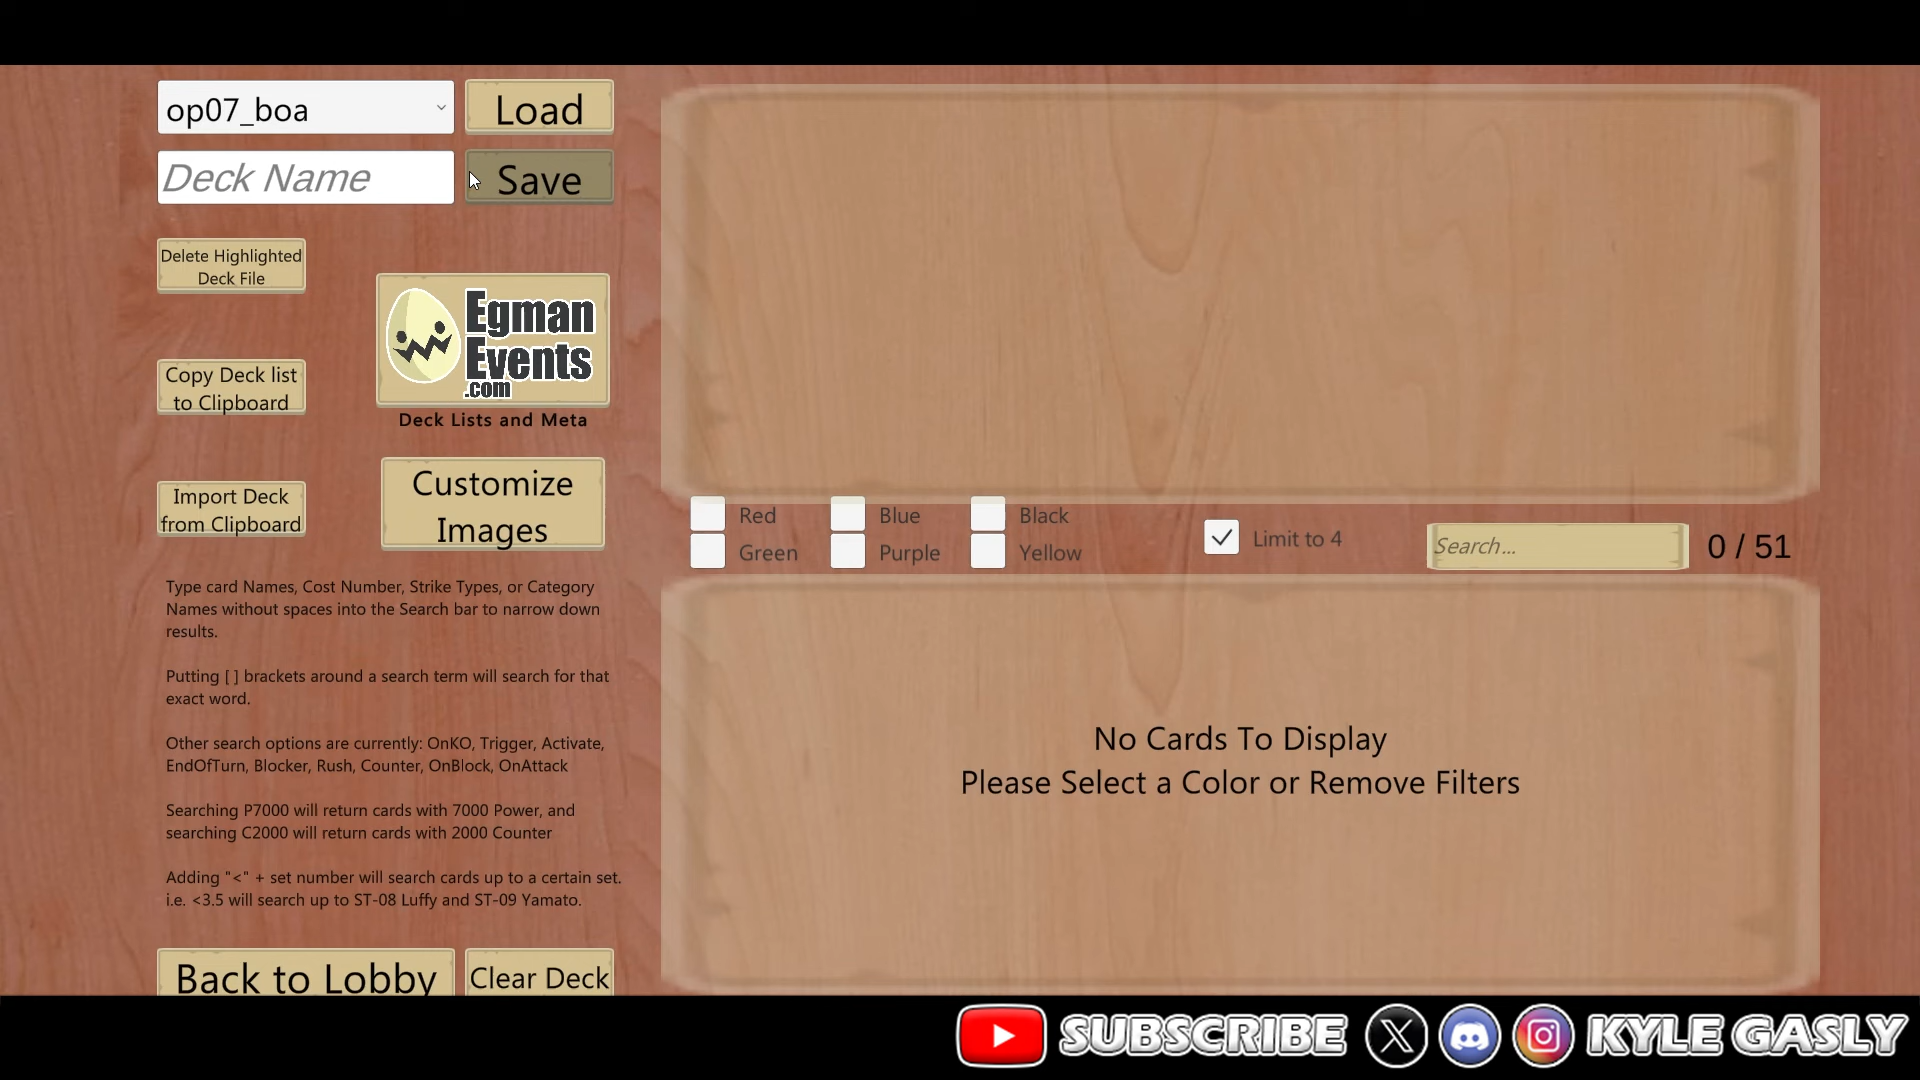 op07_boa
Load
Deck Name
Save
Delete Highlighted
Deck File
Egman
Events
.com
Deck Lists and Meta
Copy Deck list
to Clipboard
Import Deck
from Clipboard
Customize
Images
Red
Blue
Black
Green
Purple
Yellow
Limit to 4
Search...
0 / 51
Type card Names, Cost Number, Strike Types, or Category
Names without spaces into the Search bar to narrow down
results.
Putting [ ] brackets around a search term will search for that
exact word.
Other search options are currently: OnKO, Trigger, Activate,
EndOfTurn, Blocker, Rush, Counter, OnBlock, OnAttack
Searching P7000 will return cards with 7000 Power, and
searching C2000 will return cards with 2000 Counter
Adding "<" + set number will search cards up to a certain set.
i.e. <3.5 will search up to ST-08 Luffy and ST-09 Yamato.
No Cards To Display
Please Select a Color or Remove Filters
Back to Lobby
Clear Deck
SUBSCRIBE
KYLE GASLY